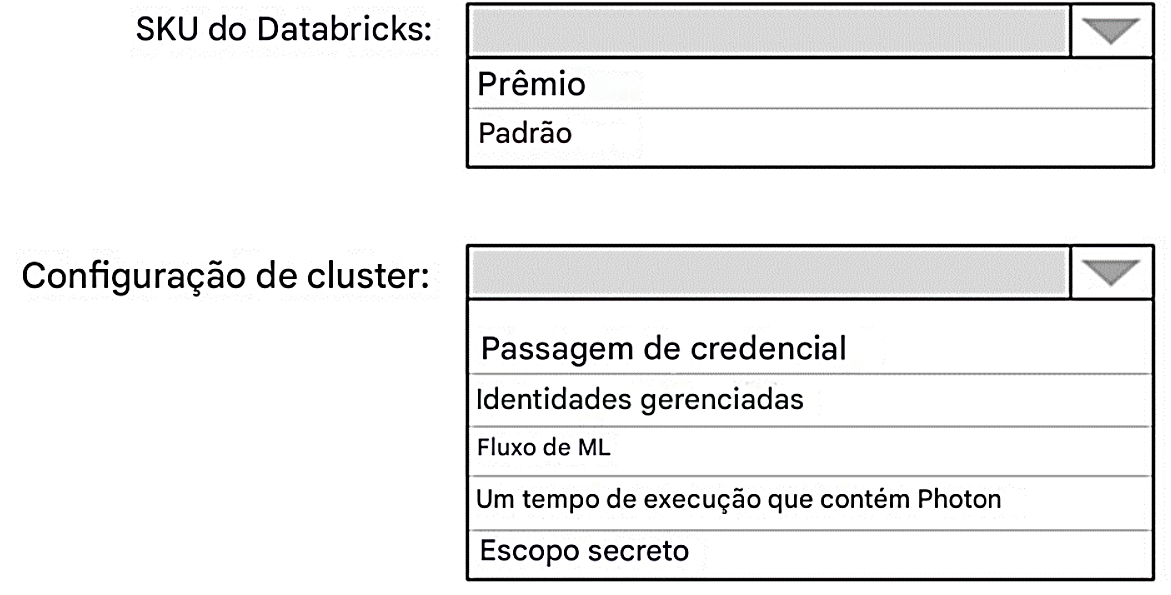 SKU do Databricks:
Prêmio
Padrão
Configuração de cluster:
Passagem de credencial
Identidades gerenciadas
Fluxo de ML
Um tempo de execução que contém Photon
Escopo secreto